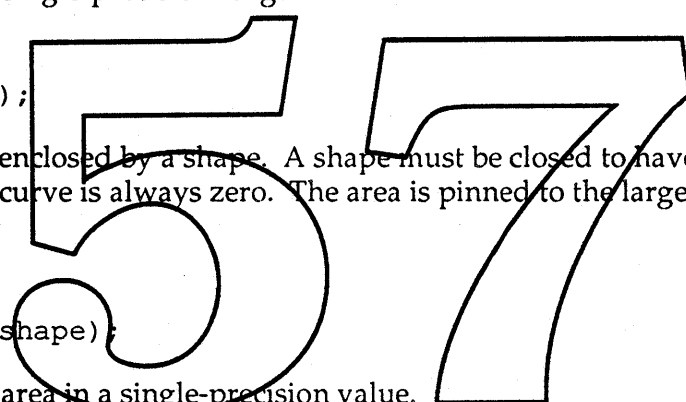 57
);
enclosed by a shape. A shape must be closed to have
curve is always zero. The area is pinned to the large
shape);
area in a single-precision value.